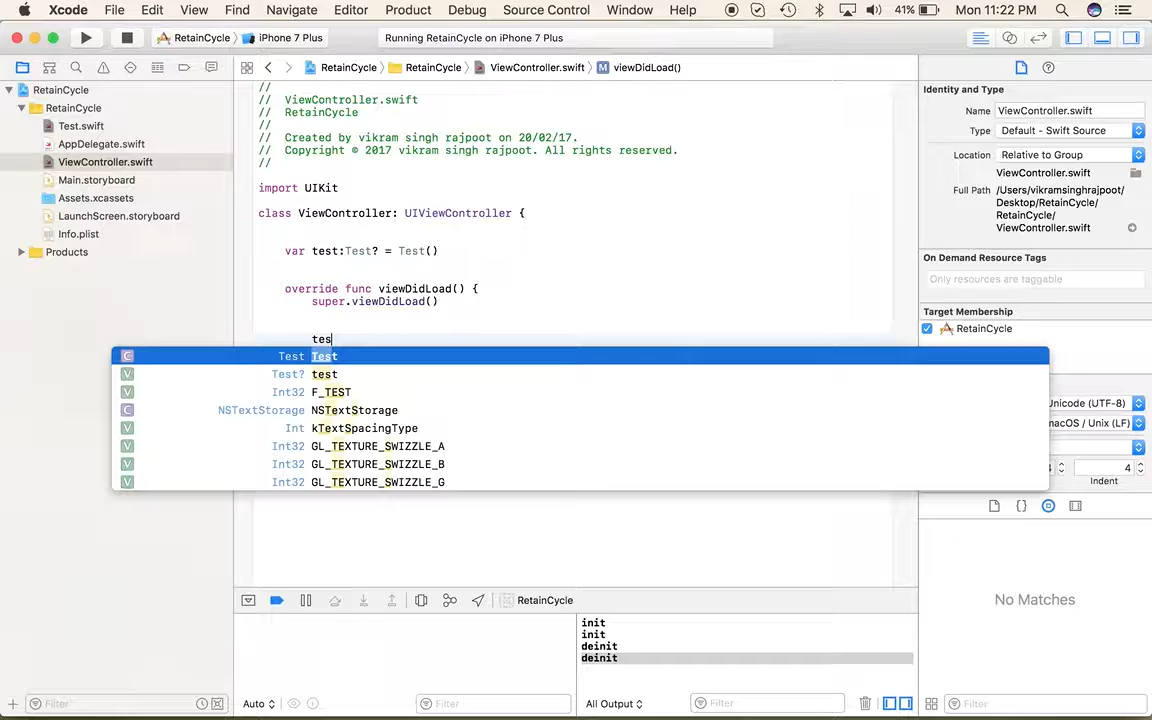 Xcode File Edit View Find Navigate Editor Product Debug Source Control Window Help 41% Mon 11:22 PM
RetainCycle iPhone 7 Plus Running RetainCycle on iPhone 7 Plus
RetainCycle RetainCycle ViewController.swift M viewDidLoad()
RetainCycle
RetainCycle
Test.swift
AppDelegate.swift
ViewController.swift
Main.storyboard
Assets.xcassets
LaunchScreen.storyboard
Info.plist
Products
//
// ViewController.swift
// RetainCycle
//
// Created by vikram singh rajpoot on 20/02/17.
// Copyright © 2017 vikram singh rajpoot. All rights reserved.
//
import UIKit
class ViewController: UIViewController {
var test:Test? = Test()
override func viewDidLoad() {
super.viewDidLoad()
tes
C Test Test
V Test? test
V Int32 F_TEST
C NSTextStorage NSTextStorage
V Int kTextSpacingType
V Int32 GL_TEXTURE_SWIZZLE_A
V Int32 GL_TEXTURE_SWIZZLE_B
V Int32 GL_TEXTURE_SWIZZLE_G
Identity and Type
Name ViewController.swift
Type Default - Swift Source
Location Relative to Group
ViewController.swift
Full Path /Users/vikramsinghrajpoot/
Desktop/RetainCycle/
RetainCycle/
ViewController.swift
On Demand Resource Tags
Only resources are taggable
Target Membership
RetainCycle
Unicode (UTF-8)
macOS / Unix (LF)
4 4
Indent
No Matches
RetainCycle
init
init
deinit
deinit
Filter
Auto Filter
All Output Filter
Filter